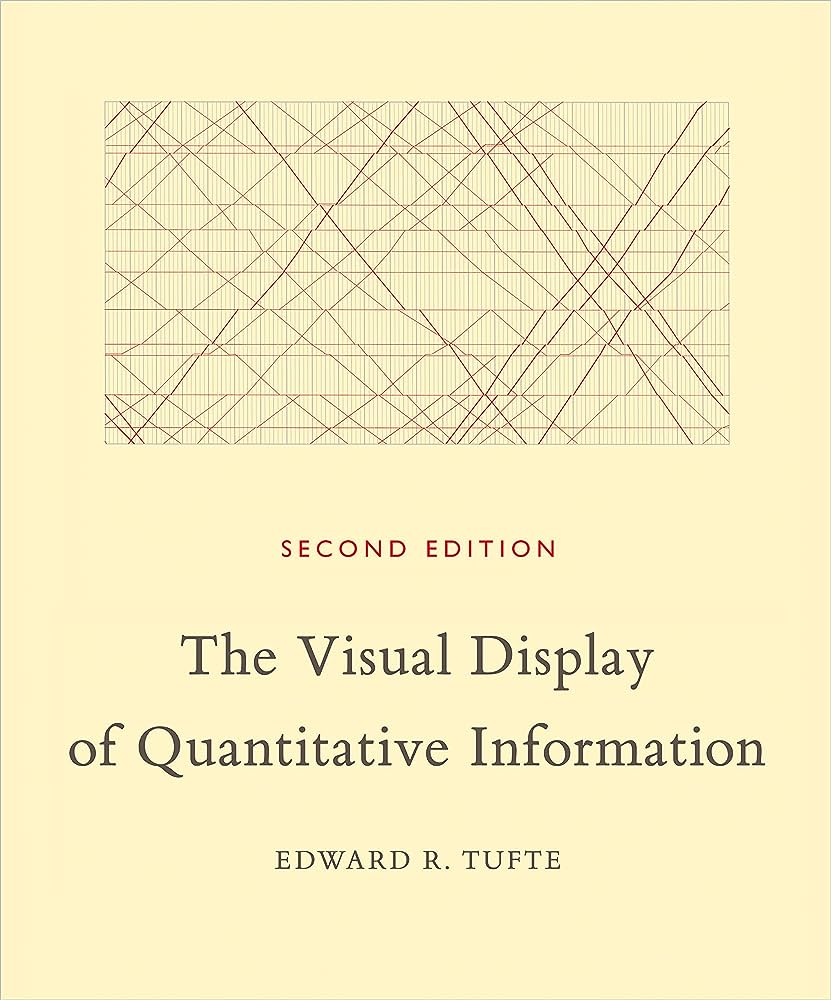 SECOND EDITION
The Visual Display
of Quantitative Information
EDWARD R. TUFTE